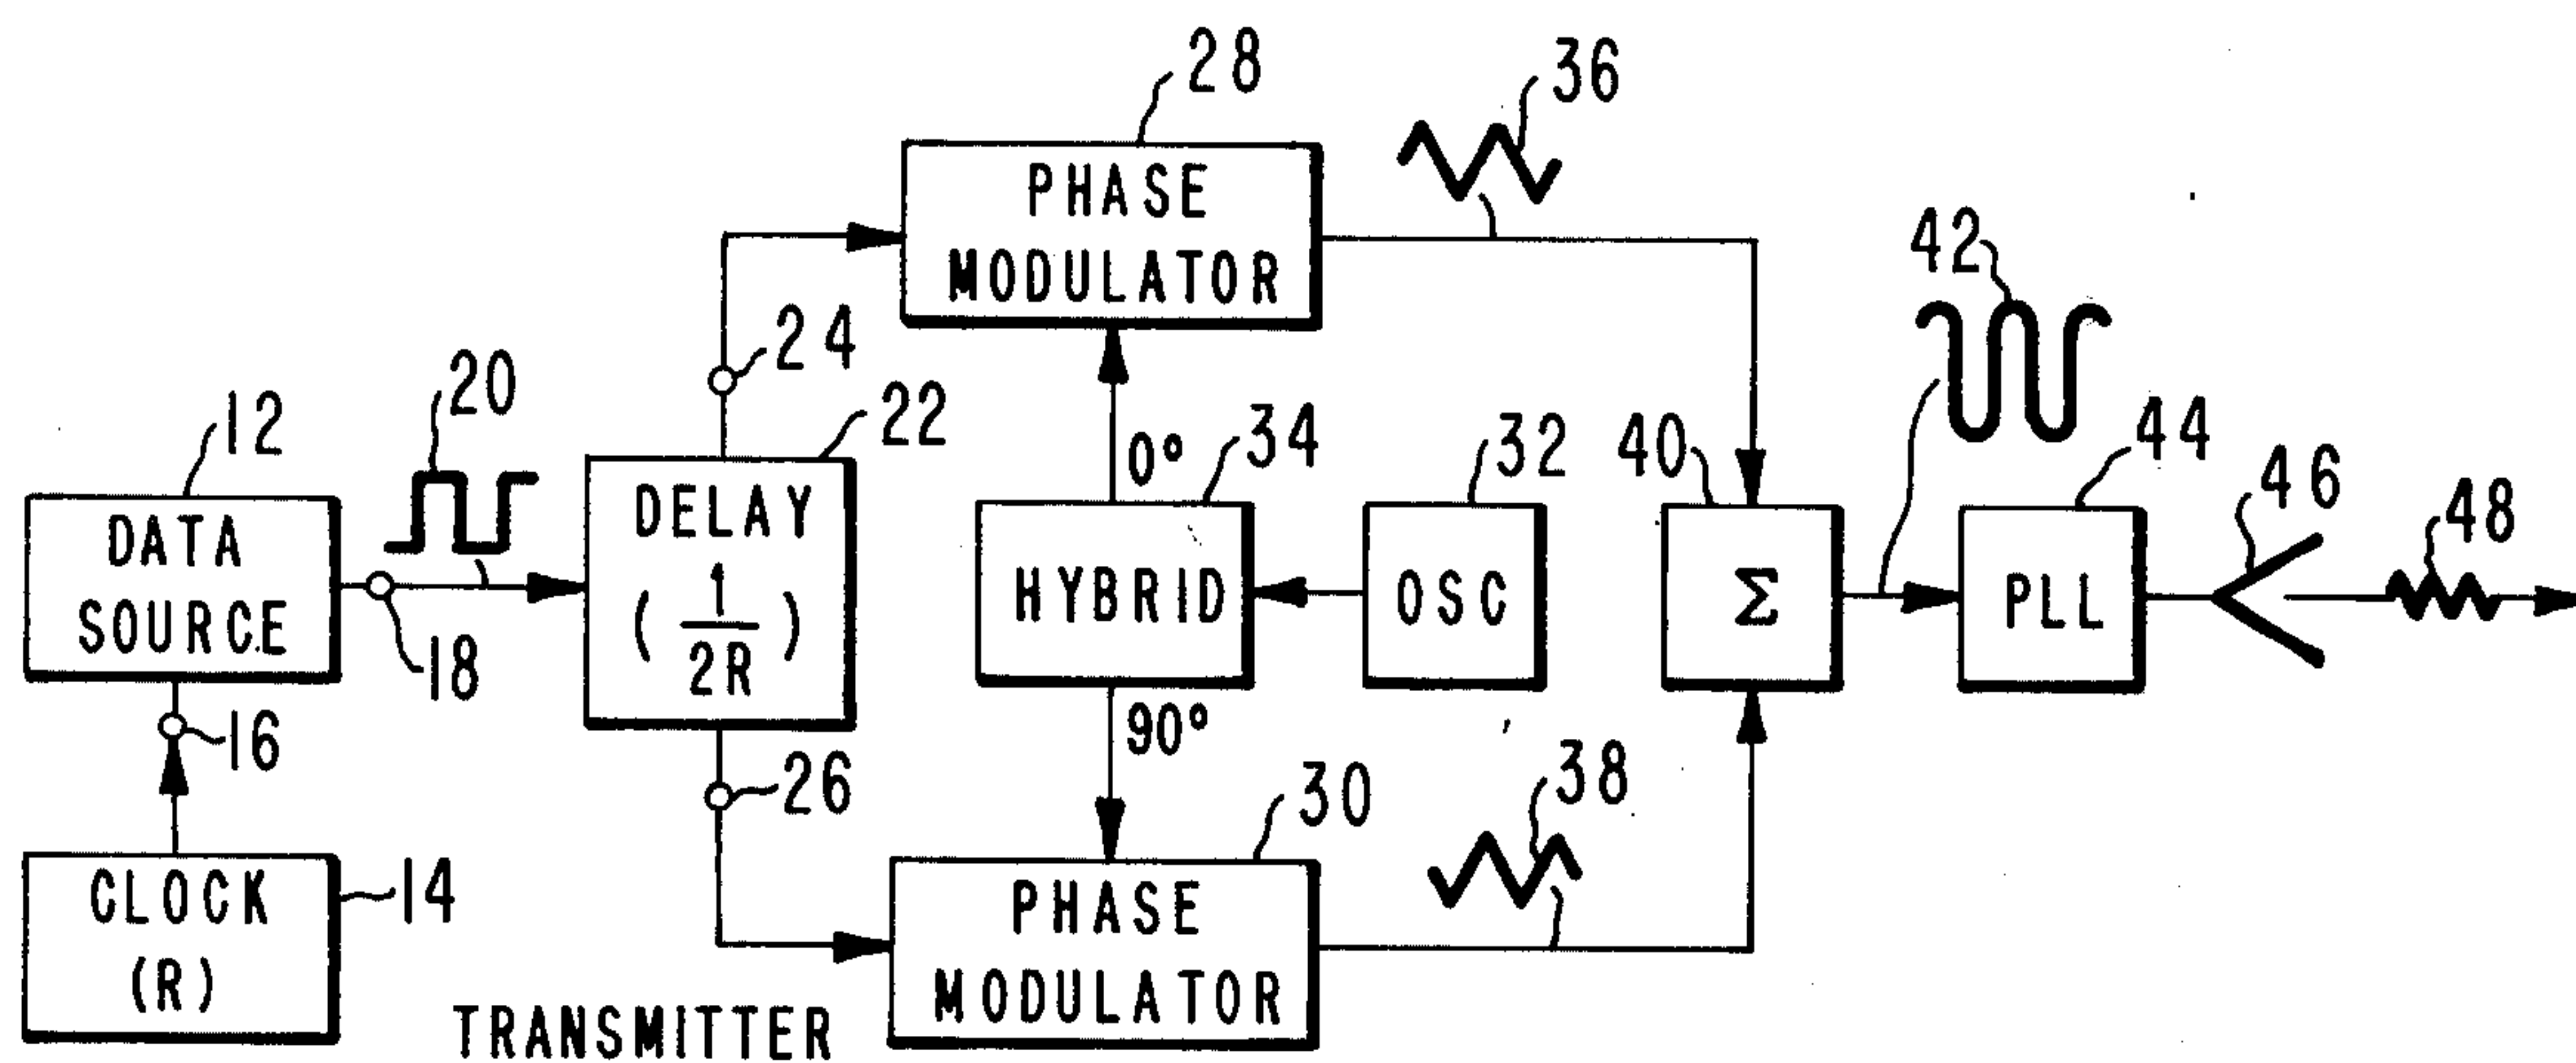 28
36
PHASE
MODULATOR
42
24
20
12
22
34
0°
32
40
44
46
48
DATA
SOURCE
DELAY
( 1/2R )
HYBRID
OSC
Σ
PLL
18
16
90°
26
30
38
CLOCK
(R)
14
PHASE
MODULATOR
TRANSMITTER